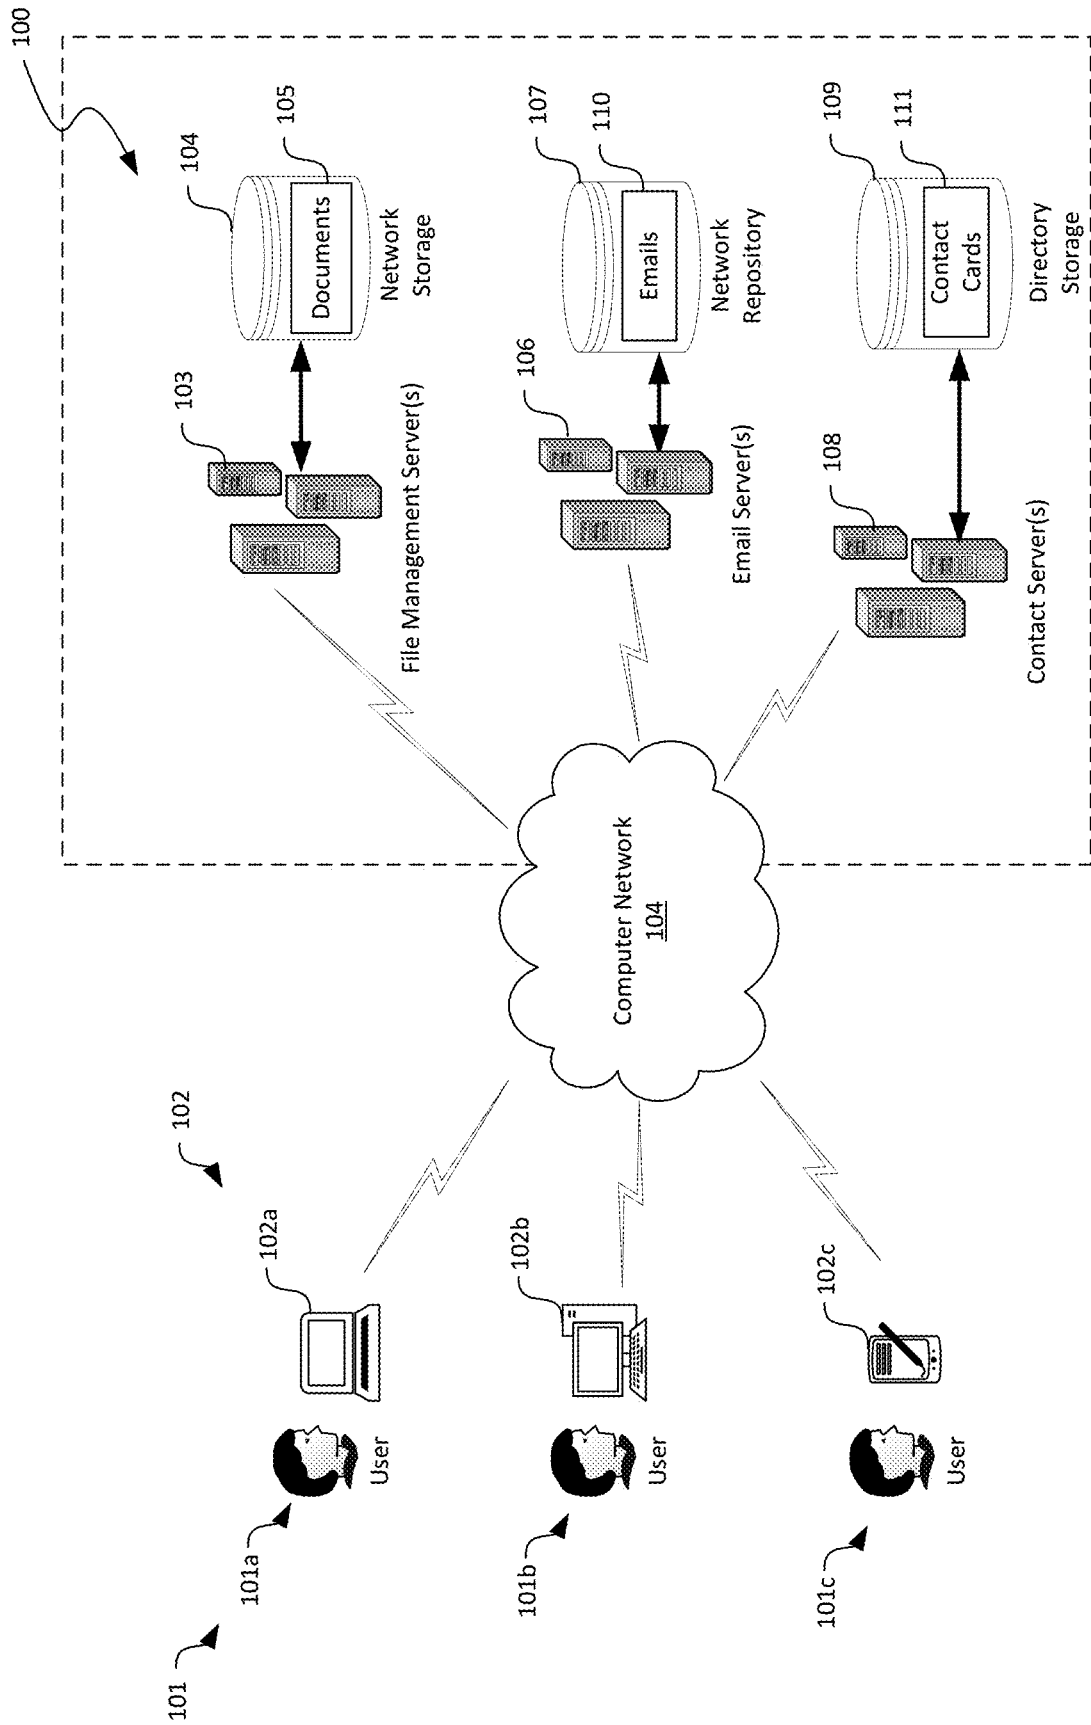 100
101
102
103
104
101a
102a
105
Documents
User
Network
Storage
File Management Server(s)
101b
102b
106
107
110
Computer Network
104
Emails
User
Network
Repository
Email Server(s)
101c
102c
108
109
111
Contact
Cards
User
Directory
Storage
Contact Server(s)